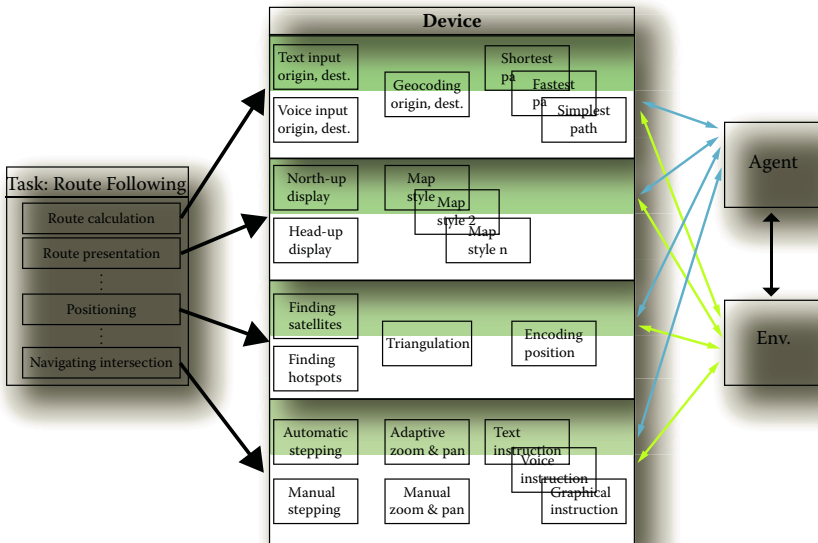 Device
Text input
origin, dest.
Voice input
origin, dest.
Geocoding
origin, dest.
Shortest
pa
Fastest
pa
Simplest
path
Task: Route Following
Route calculation
Route presentation
Positioning
Navigating intersection
North-up
display
Head-up
display
Map
style
Map
style 2
Map
style n
Finding
satellites
Finding
hotspots
Triangulation
Encoding
position
Automatic
stepping
Manual
stepping
Adaptive
zoom & pan
Manual
zoom & pan
Text
instruction
Voice
instruction
Graphical
instruction
Agent
Env.